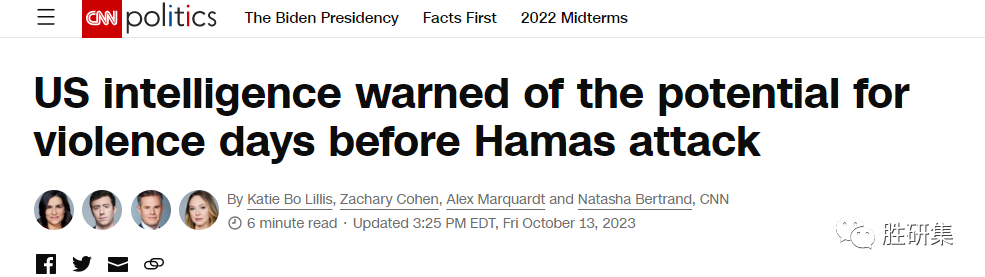 CNN politics The Biden Presidency Facts First 2022 Midterms
US intelligence warned of the potential for
violence days before Hamas attack
By Katie Bo Lillis, Zachary Cohen, Alex Marquardt and Natasha Bertrand, CNN
6 minute read · Updated 3:25 PM EDT, Fri October 13, 2023
胜研集